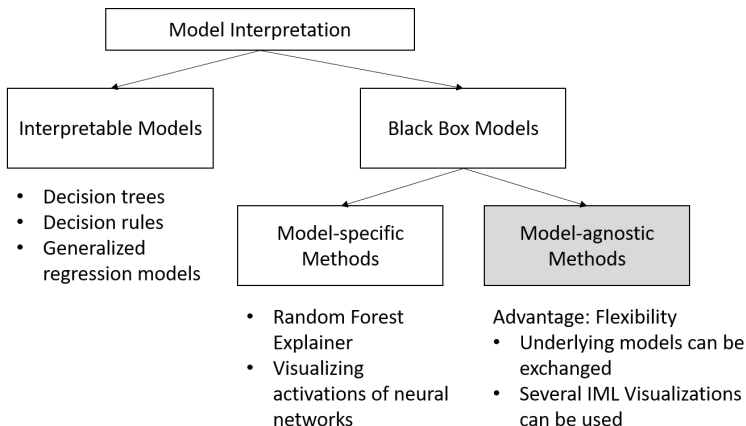 Model Interpretation
Interpretable Models
Black Box Models
• Decision trees
• Decision rules
• Generalized
regression models
Model-specific
Methods
Model-agnostic
Methods
• Random Forest
Explainer
• Visualizing
activations of neural
networks
Advantage: Flexibility
• Underlying models can be
exchanged
• Several IML Visualizations
can be used